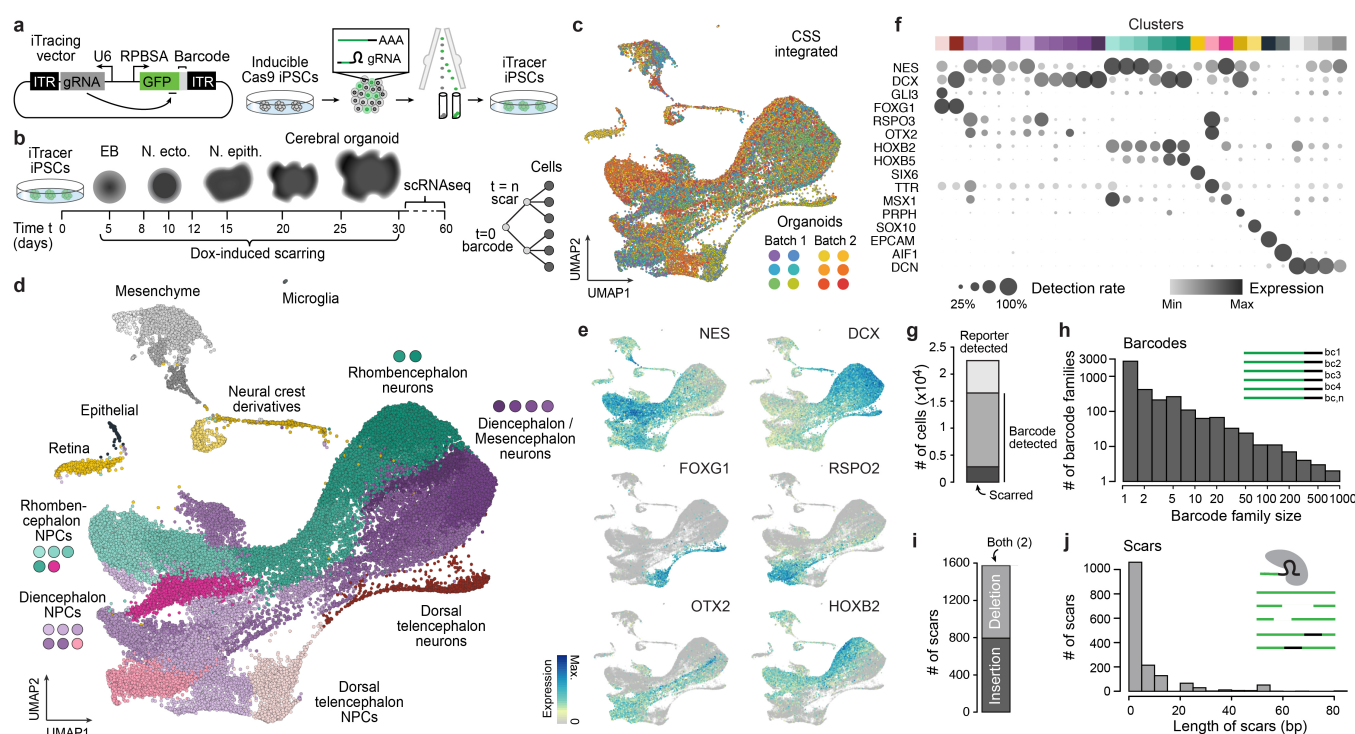 a
iTracing
vector
U6 RPBSA Barcode
ITR
gRNA
GFP
ITR
Inducible
Cas9 iPSCs
AAA
gRNA
iTracer
iPSCs
b
iTracer
iPSCs
EB
N. ecto.
N. epith.
Cerebral organoid
scRNAseq
Time t
(days)
0 5 8 10 12 15 20 25 30 60
Dox-induced scarring
Cells
t = n
scar
t=0
barcode
c
CSS
integrated
Organoids
Batch 1 Batch 2
UMAP2
UMAP1
d
Mesenchyme
Microglia
Rhombencephalon
neurons
Neural crest
derivatives
Epithelial
Retina
Diencephalon /
Mesencephalon
neurons
Rhomben-
cephalon
NPCs
Diencephalon
NPCs
Dorsal
telencephalon
neurons
Dorsal
telencephalon
NPCs
UMAP2
UMAP1
e
NES
DCX
FOXG1
RSPO2
OTX2
HOXB2
Expression
0 Max.
f
Clusters
NES
DCX
GLI3
FOXG1
RSPO3
OTX2
HOXB2
HOXB5
SIX6
TTR
MSX1
PRPH
SOX10
EPCAM
AIF1
DCN
Detection rate
25% 100%
Expression
Min Max
g
Reporter
detected
# of cells (x10⁴)
2.5
2
1.5
1
0.5
0
Barcode
detected
Scarred
h
Barcodes
bc1
bc2
bc3
bc4
bc,n
# of barcode families
3000
1000
100
10
1
1 2 5 10 20 50 100 200 500 1000
Barcode family size
i
Both (2)
# of scars
1600
1200
800
400
0
Deletion
Insertion
j
Scars
# of scars
1000
800
600
400
200
0
0 20 40 60 80
Length of scars (bp)